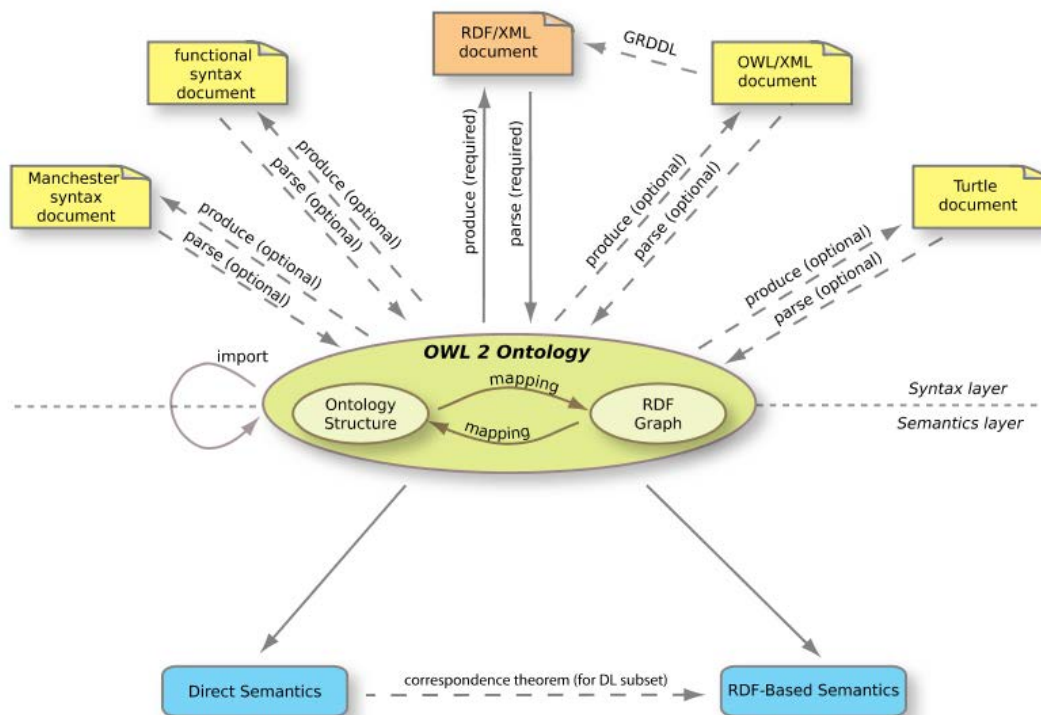 RDF/XML
document
GRDDL
functional
syntax
document
OWL/XML
document
Manchester
syntax
document
Turtle
document
produce (optional)
parse (optional)
produce (optional)
parse (optional)
produce (required)
parse (required)
produce (optional)
parse (optional)
produce (optional)
parse (optional)
OWL 2 Ontology
import
mapping
Ontology
Structure
RDF
Graph
mapping
Syntax layer
Semantics layer
Direct Semantics
correspondence theorem (for DL subset)
RDF-Based Semantics